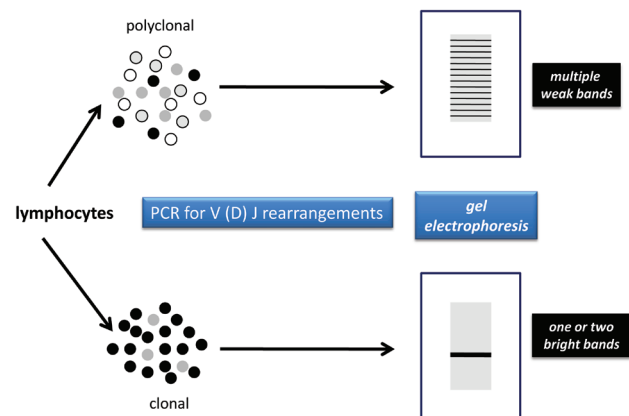 polyclonal
multiple
weak bands
lymphocytes
PCR for V (D) J rearrangements
gel
electrophoresis
one or two
bright bands
clonal